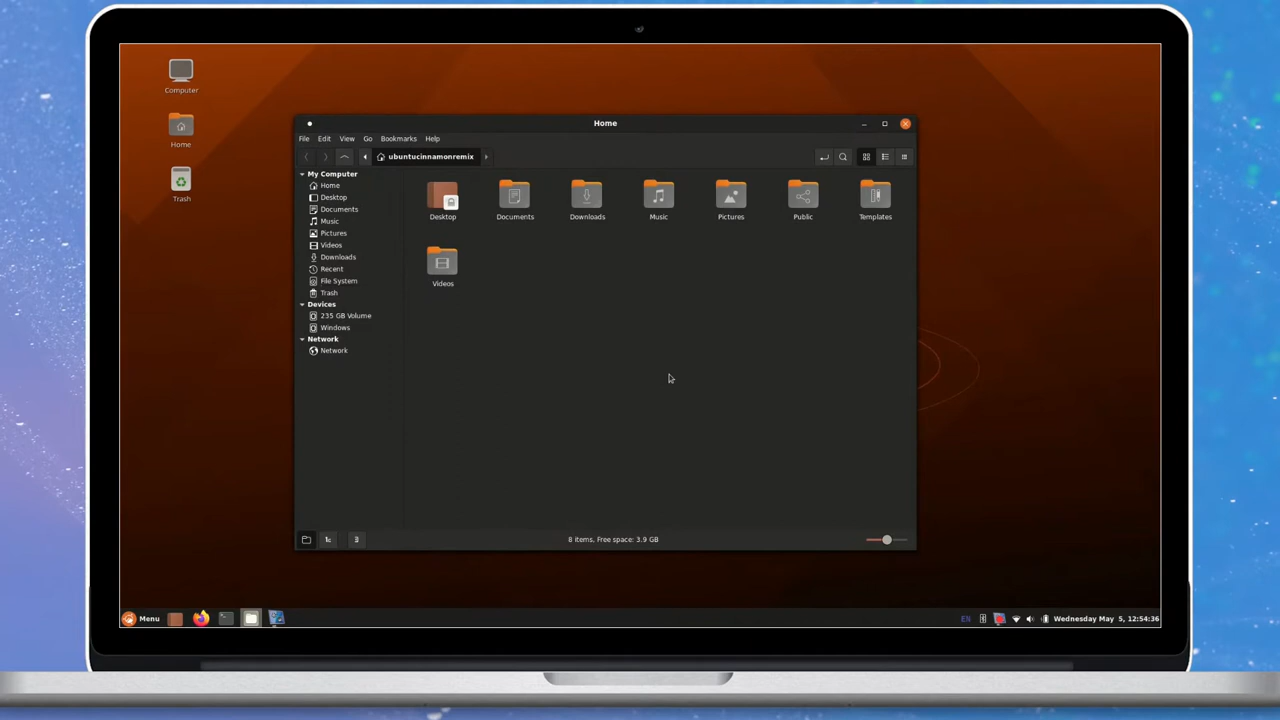 Computer
Home
Trash
Home
File Edit View Go Bookmarks Help
ubuntucinnamonremix
My Computer
Home
Desktop
Documents
Music
Pictures
Videos
Downloads
Recent
File System
Trash
Devices
235 GB Volume
Windows
Network
Network
Desktop Documents Downloads Music Pictures Public Templates
Videos
8 items, Free space: 3.9 GB
Menu
EN
Wednesday May 5, 12:54:36